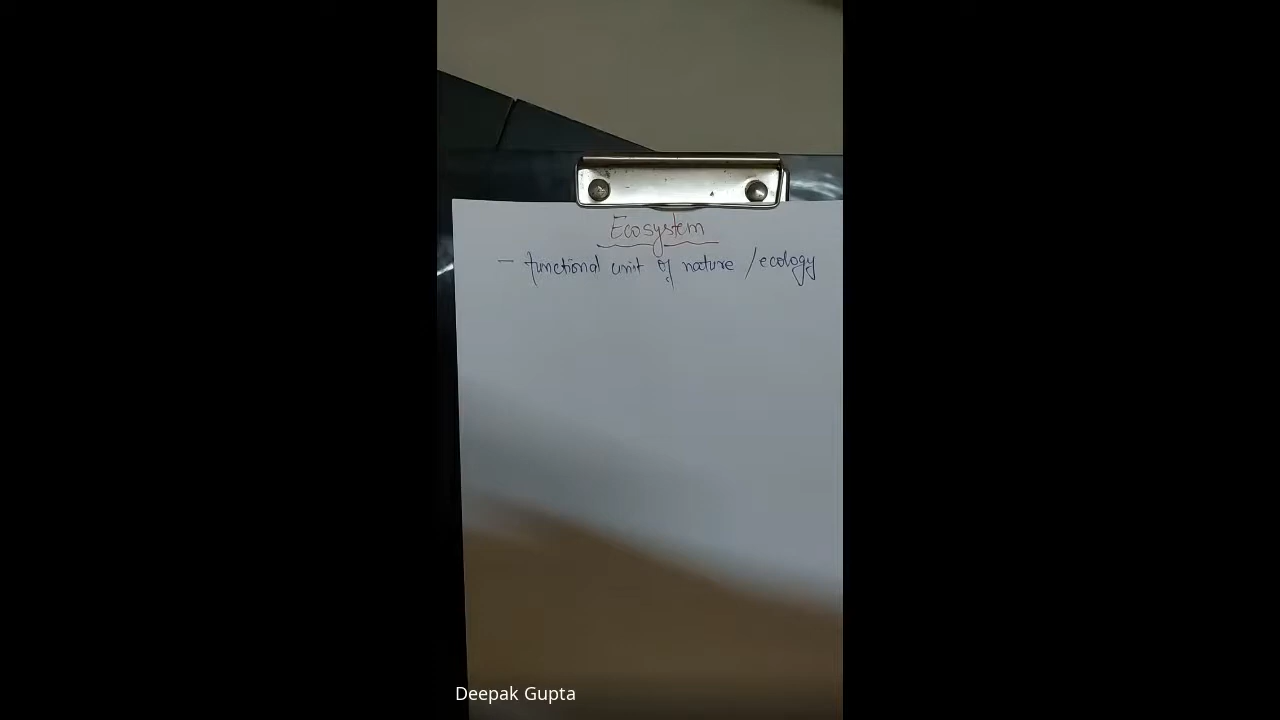 Ecosystem
- functional unit of nature / ecology
Deepak Gupta